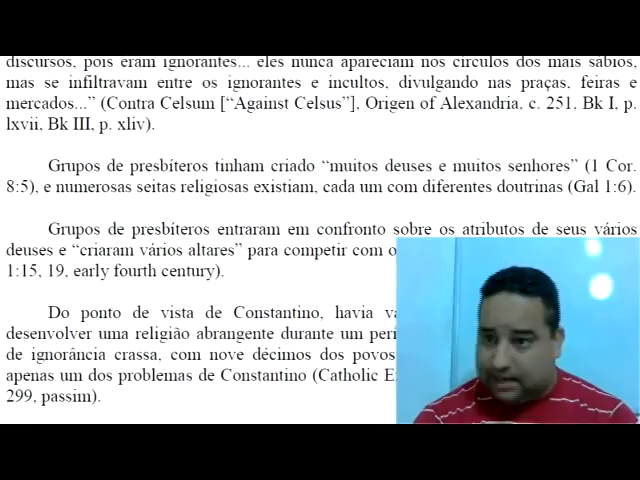 discursos, pois eram ignorantes... eles nunca apareciam nos círculos dos mais sábios,
mas se infiltravam entre os ignorantes e incultos, divulgando nas praças, feiras e
mercados...” (Contra Celsum [“Against Celsus”], Origen of Alexandria, c. 251, Bk I, p.
lxvii, Bk III, p. xliv).
Grupos de presbíteros tinham criado “muitos deuses e muitos senhores” (1 Cor.
8:5), e numerosas seitas religiosas existiam, cada um com diferentes doutrinas (Gal 1:6).
Grupos de presbíteros entraram em confronto sobre os atributos de seus vários
deuses e “criaram vários altares” para competir com o
1:15, 19, early fourth century).
Do ponto de vista de Constantino, havia va
desenvolver uma religião abrangente durante um perí
de ignorância crassa, com nove décimos dos povos
apenas um dos problemas de Constantino (Catholic E
299, passim).